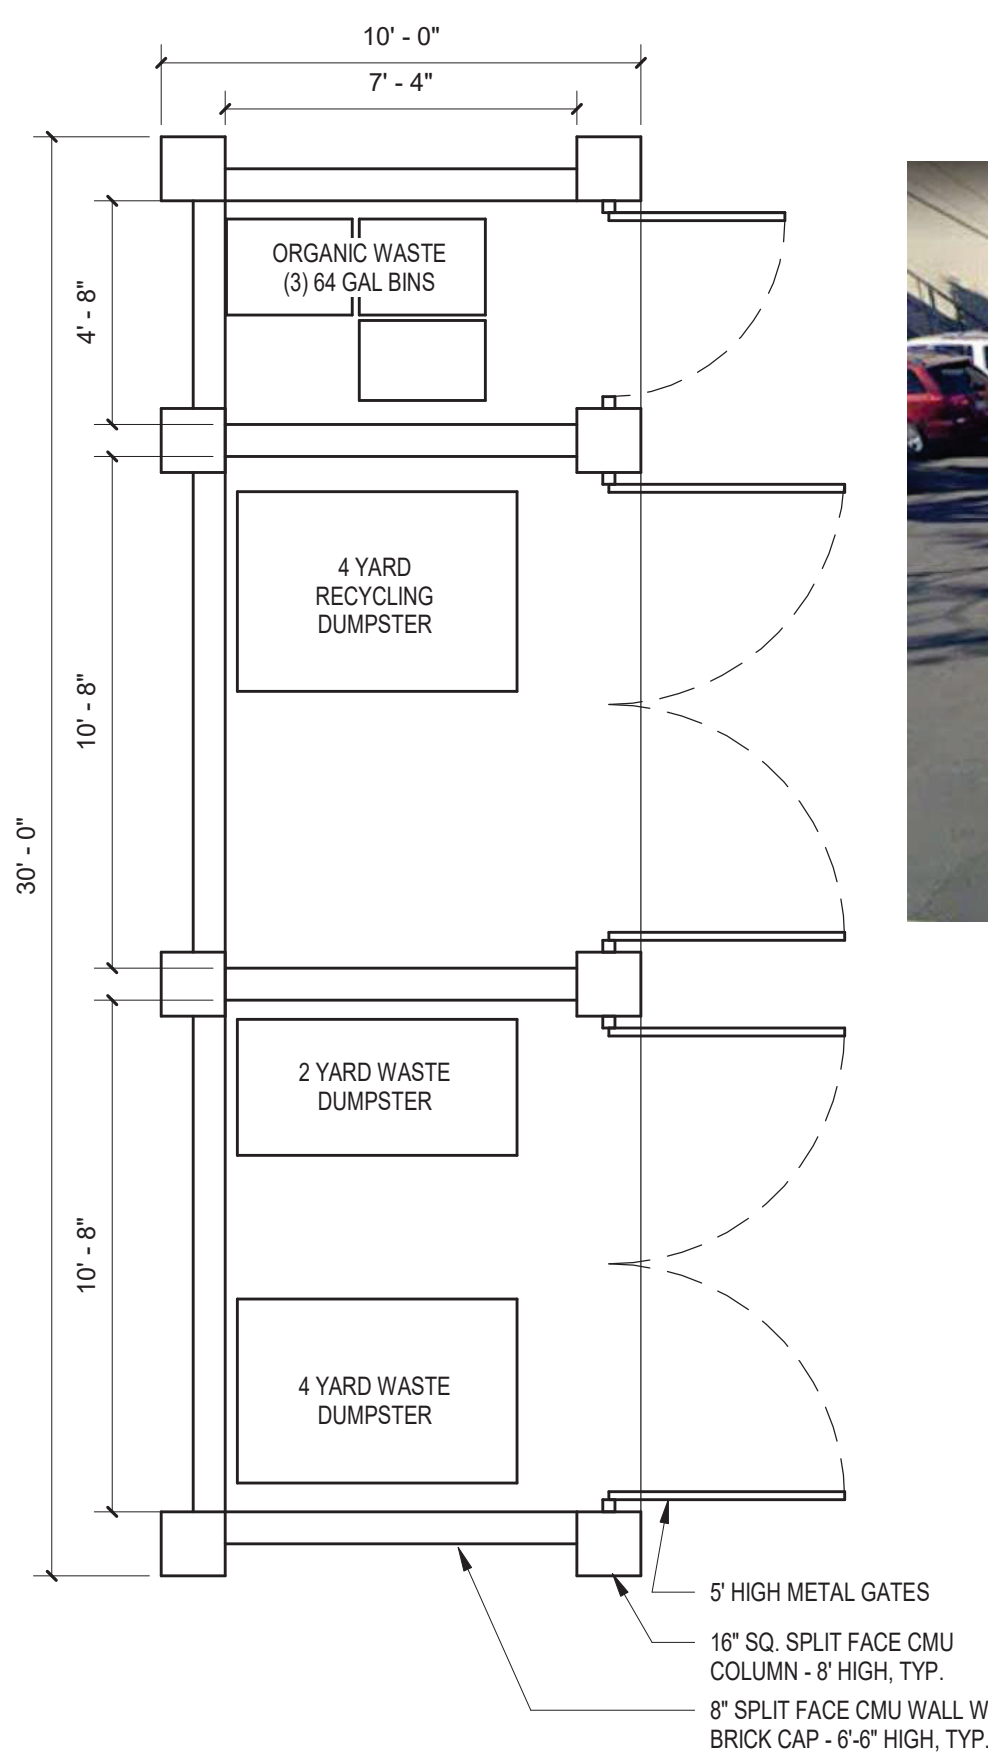 10' - 0"
7' - 4"
4' - 8"
10' - 8"
30' - 0"
10' - 8"
ORGANIC WASTE
(3) 64 GAL BINS
4 YARD
RECYCLING
DUMPSTER
2 YARD WASTE
DUMPSTER
4 YARD WASTE
DUMPSTER
5' HIGH METAL GATES
16" SQ. SPLIT FACE CMU
COLUMN - 8' HIGH, TYP.
8" SPLIT FACE CMU WALL W
BRICK CAP - 6'-6" HIGH, TYP.